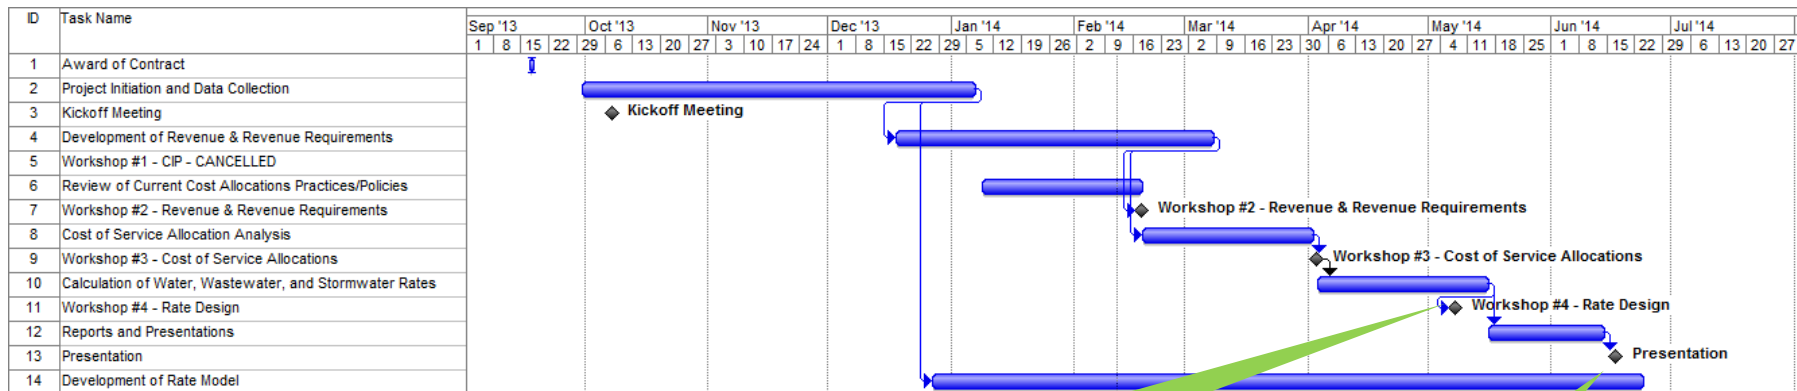 ID Task Name
Sep '13 Oct '13 Nov '13 Dec '13 Jan '14 Feb '14 Mar '14 Apr '14 May '14 Jun '14 Jul '14
1 8 15 22 29 6 13 20 27 3 10 17 24 1 8 15 22 29 5 12 19 26 2 9 16 23 2 9 16 23 30 6 13 20 27 4 11 18 25 1 8 15 22 29 6 13 20 27
1 Award of Contract
2 Project Initiation and Data Collection
3 Kickoff Meeting Kickoff Meeting
4 Development of Revenue & Revenue Requirements
5 Workshop #1 - CIP - CANCELLED
6 Review of Current Cost Allocations Practices/Policies
7 Workshop #2 - Revenue & Revenue Requirements Workshop #2 - Revenue & Revenue Requirements
8 Cost of Service Allocation Analysis
9 Workshop #3 - Cost of Service Allocations Workshop #3 - Cost of Service Allocations
10 Calculation of Water, Wastewater, and Stormwater Rates
11 Workshop #4 - Rate Design Workshop #4 - Rate Design
12 Reports and Presentations
13 Presentation Presentation
14 Development of Rate Model